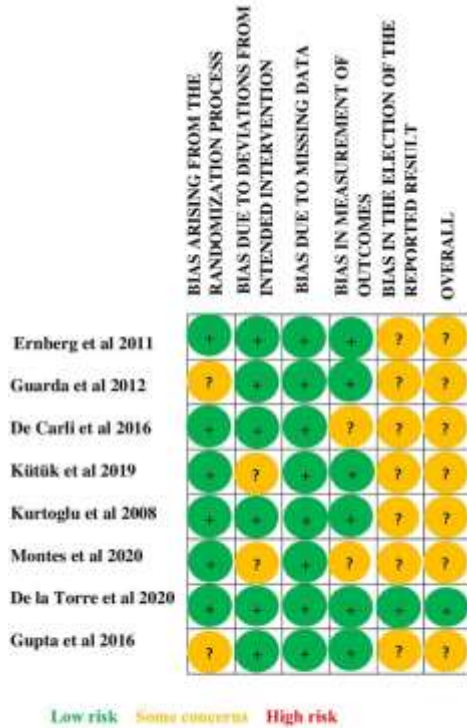 BIAS ARISING FROM THE
RANDOMIZATION PROCESS
BIAS DUE TO DEVIATIONS FROM
INTENDED INTERVENTION
BIAS DUE TO MISSING DATA
BIAS IN MEASUREMENT OF
OUTCOMES
BIAS IN THE ELECTION OF THE
REPORTED RESULT
OVERALL
Ernberg et al 2011 + + + + ? ?
Guarda et al 2012 ? + + + ? ?
De Carli et al 2016 + + + ? ? ?
Kütük et al 2019 + ? + + ? ?
Kurtoglu et al 2008 + + + + ? ?
Montes et al 2020 + ? + ? ? ?
De la Torre et al 2020 + + + + + +
Gupta et al 2016 ? + + + ? ?
Low risk Some concerns High risk